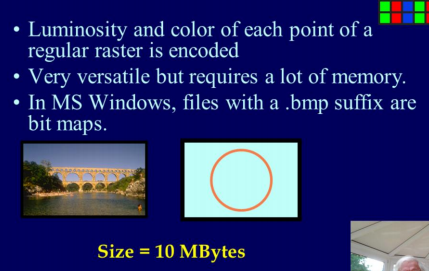 • Luminosity and color of each point of a
regular raster is encoded
• Very versatile but requires a lot of memory.
• In MS Windows, files with a .bmp suffix are
bit maps.
Size = 10 MBytes